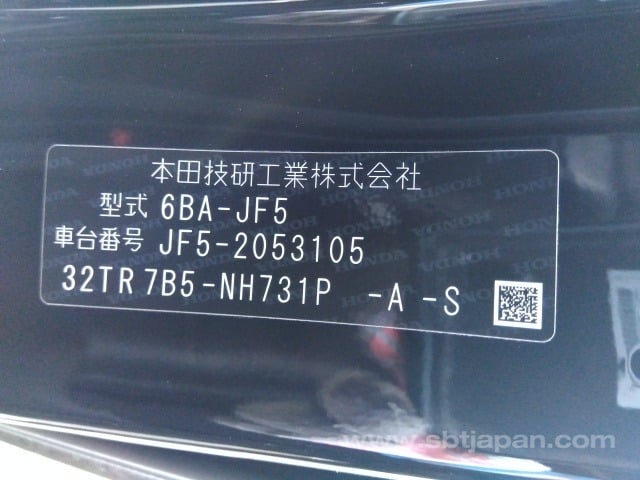 本田技研工業株式会社
型式 6BA-JF5
車台番号 JF5-2053105
32TR 7B5-NH731P -A -S
www.sbtjapan.com